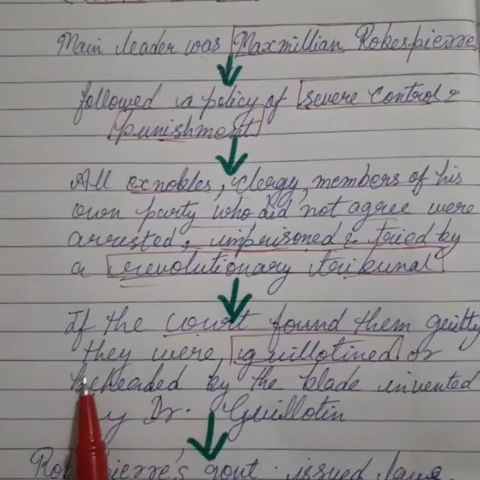 Main leader was Maxmillian Robespierre
followed a policy of severe control &
punishment
All exnobles, clergy, members of his
own party who did not agree were
arrested, imprisoned & tried by
a revolutionary tribunal
If the court found them guilty
they were, guillotined or
beheaded by the blade invented
Dr. Guillotin
govt. issued laws